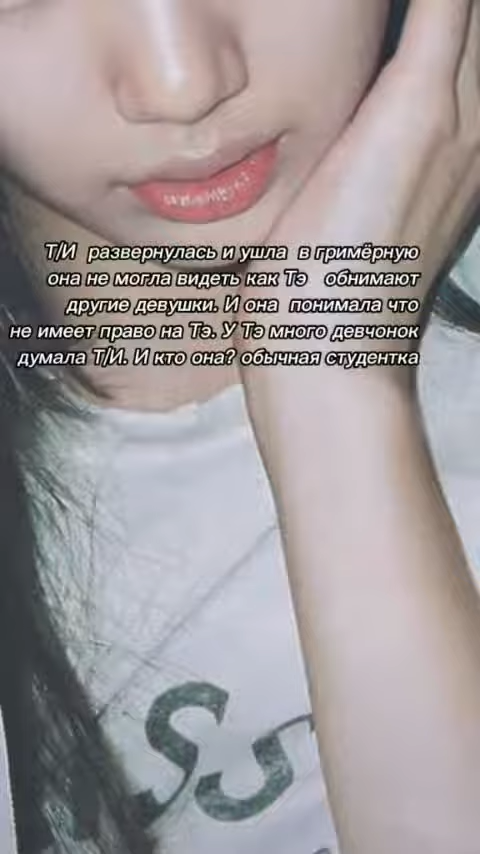 Т/И развернулась и ушла в гримёрную
она не могла видеть как Тэ обнимают
другие девушки. И она понимала что
не имеет право на Тэ. У Тэ много девчонок
думала Т/И. И кто она? обычная студентка